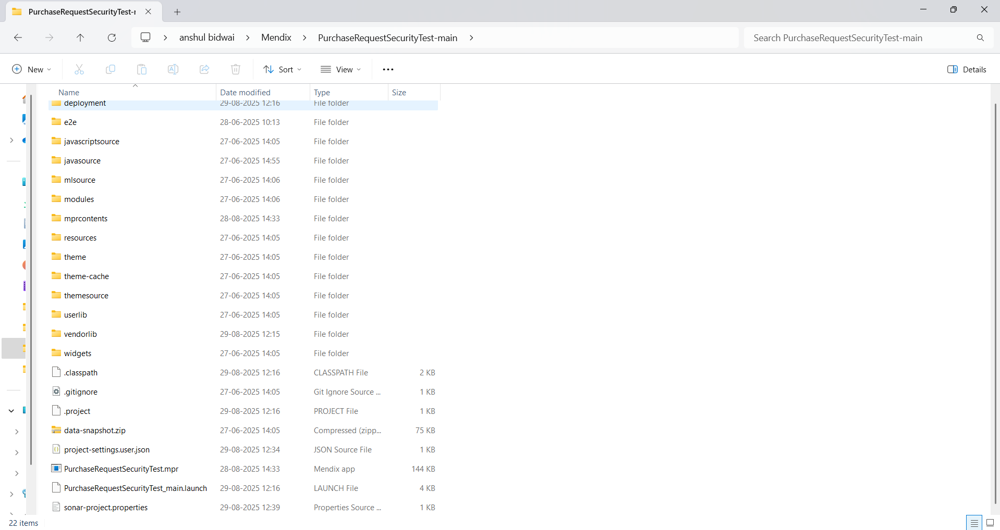 PurchaseRequestSecurityTest-r
anshul bidwai > Mendix > PurchaseRequestSecurityTest-main >
Search PurchaseRequestSecurityTest-main
New Sort View Details
Name Date modified Type Size
deployment 29-08-2025 12:16 File folder
e2e 28-06-2025 10:13 File folder
javascriptsource 27-06-2025 14:05 File folder
javasource 27-06-2025 14:55 File folder
mlsource 27-06-2025 14:06 File folder
modules 27-06-2025 14:06 File folder
mprcontents 28-08-2025 14:33 File folder
resources 27-06-2025 14:05 File folder
theme 27-06-2025 14:05 File folder
theme-cache 27-06-2025 14:05 File folder
themesource 27-06-2025 14:05 File folder
userlib 27-06-2025 14:05 File folder
vendorlib 29-08-2025 12:15 File folder
widgets 27-06-2025 14:05 File folder
.classpath 29-08-2025 12:16 CLASSPATH File 2 KB
.gitignore 27-06-2025 14:05 Git Ignore Source ... 1 KB
.project 29-08-2025 12:16 PROJECT File 1 KB
data-snapshot.zip 27-06-2025 14:05 Compressed (zipp... 75 KB
project-settings.user.json 29-08-2025 12:34 JSON Source File 1 KB
PurchaseRequestSecurityTest.mpr 28-08-2025 14:33 Mendix app 144 KB
PurchaseRequestSecurityTest_main.launch 29-08-2025 12:16 LAUNCH File 4 KB
sonar-project.properties 29-08-2025 12:39 Properties Source ... 1 KB
22 items